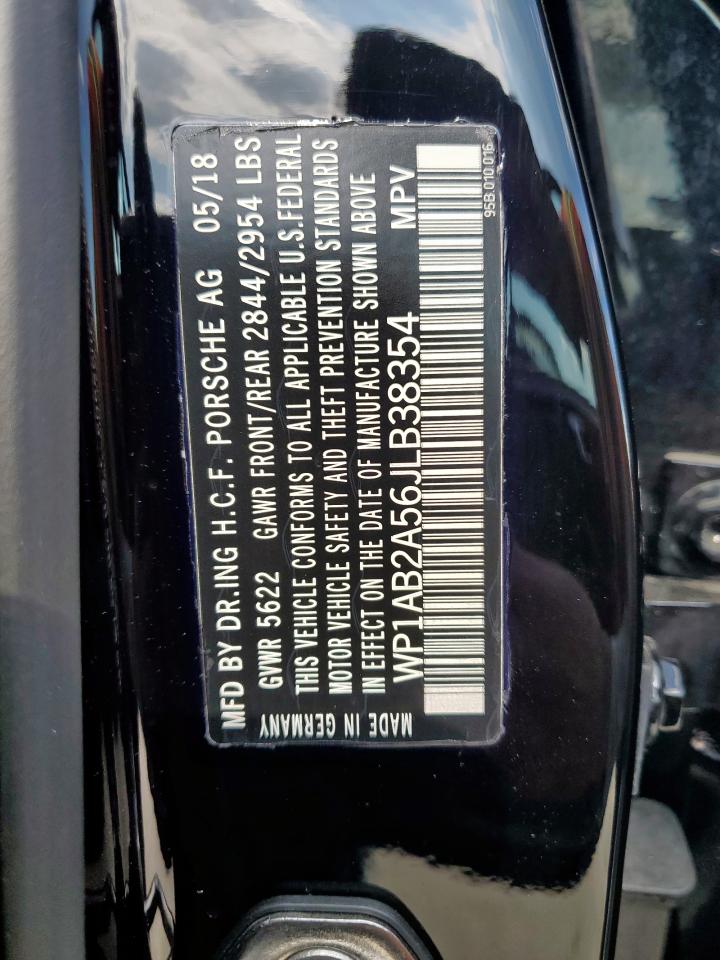 MFD BY DR.ING H.C.F. PORSCHE AG 05/18
GVWR 5622 GAWR FRONT/REAR 2844/2954 LBS
THIS VEHICLE CONFORMS TO ALL APPLICABLE U.S.FEDERAL
MOTOR VEHICLE SAFETY AND THEFT PREVENTION STANDARDS
IN EFFECT ON THE DATE OF MANUFACTURE SHOWN ABOVE
WP1AB2A56JLB38354 MPV
MADE IN GERMANY
95B.010.016